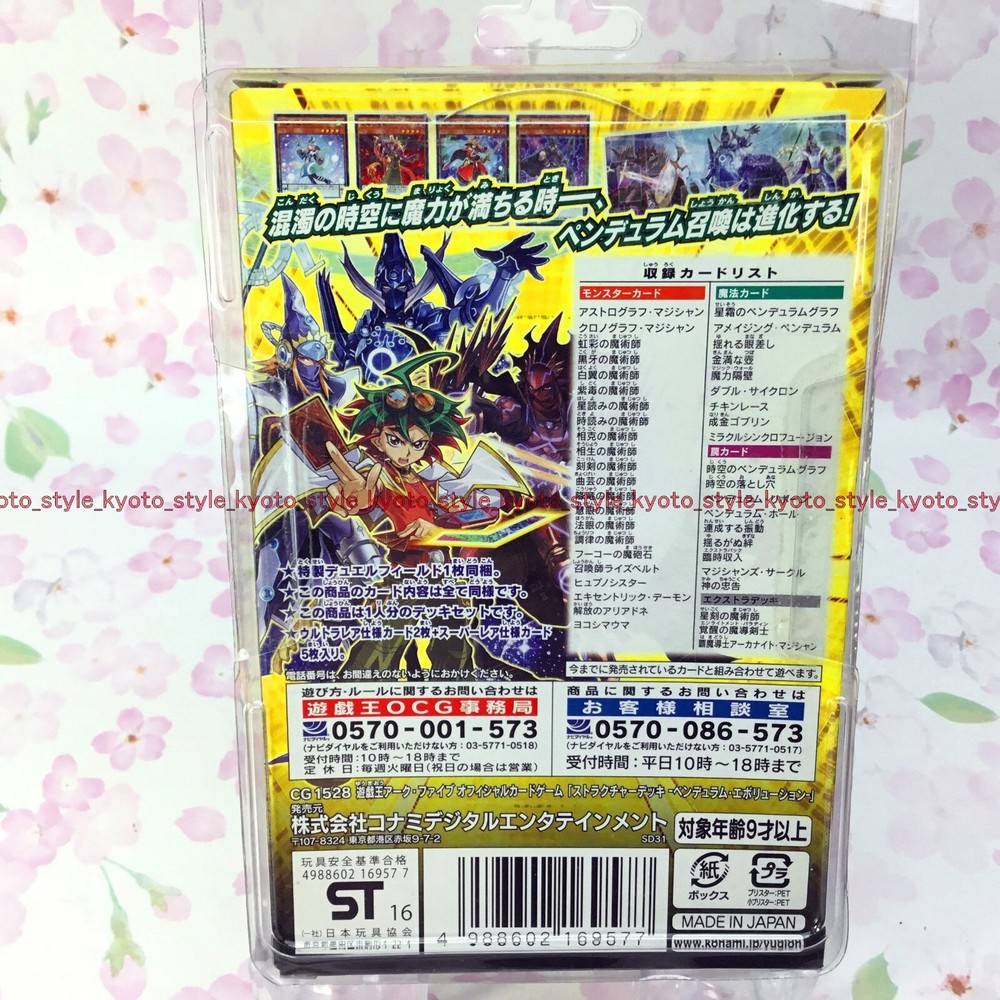 混濁の時空に魔力が満ちる時―、
ペンデュラム召喚は進化する!
収録カードリスト
モンスターカード
アストログラフ・マジシャン
クロノグラフ・マジシャン
虹彩の魔術師
黒牙の魔術師
白翼の魔術師
紫毒の魔術師
星読みの魔術師
時読みの魔術師
相克の魔術師
相生の魔術師
刻剣の魔術師
曲芸の魔術師
慧眼の魔術師
法眼の魔術師
調律の魔術師
フーコーの魔砲石
召喚師ライズベルト
ヒュプノシスター
エキセントリック・デーモン
解放のアリアドネ
ヨコシマウマ
魔法カード
星霜のペンデュラムグラフ
アメイジング・ペンデュラム
揺れる眼差し
金満な壺
魔力隔壁
ダブル・サイクロン
チキンレース
成金ゴブリン
ミラクルシンクロフュージョン
罠カード
時空のペンデュラムグラフ
時空の落とし穴
ペンデュラム・ホール
連成する振動
揺るがぬ絆
臨時収入
マジシャンズ・サークル
神の忠告
エクストラデッキ
星刻の魔術師
覚醒の魔導剣士
覇魔導士アーカナイト・マジシャン
oto_style_kyoto_style_kyoto_style_kyoto_style_kyoto_style_kyoto_style_kyoto_st
★特製デュエルフィールド1枚同梱。
★この商品のカード内容は全て同様です。
★この商品は1人分のデッキセットです。
★ウルトラレア仕様カード2枚+スーパーレア仕様カード
5枚入り。
電話番号は、お間違えのないようにおかけください。
今までに発売されているカードと組み合わせて遊べます。
遊び方・ルールに関するお問い合わせは
遊戯王OCG事務局
ナビダイヤル 0570-001-573
(ナビダイヤルをご利用いただけない方:03-5771-0518)
受付時間:10時~18時まで
定休日:毎週火曜日(祝日の場合は営業)
商品に関するお問い合わせは
お客様相談室
ナビダイヤル 0570-086-573
(ナビダイヤルをご利用いただけない方:03-5771-0517)
受付時間:平日10時~18時まで
CG1528 遊戯王アーク・ファイブ オフィシャルカードゲーム「ストラクチャーデッキ -ペンデュラム・エボリューション-」
発売元
株式会社コナミデジタルエンタテインメント
〒107-8324 東京都港区赤坂9-7-2
SD31
対象年齢9才以上
玩具安全基準合格
4988602 16957 7
ST 16
(一社)日本玩具協会
4 988602 169577
紙
ボックス
プラ
ブリスター:PET
小ブリスター:PET
MADE IN JAPAN
www.konami.jp/yugioh